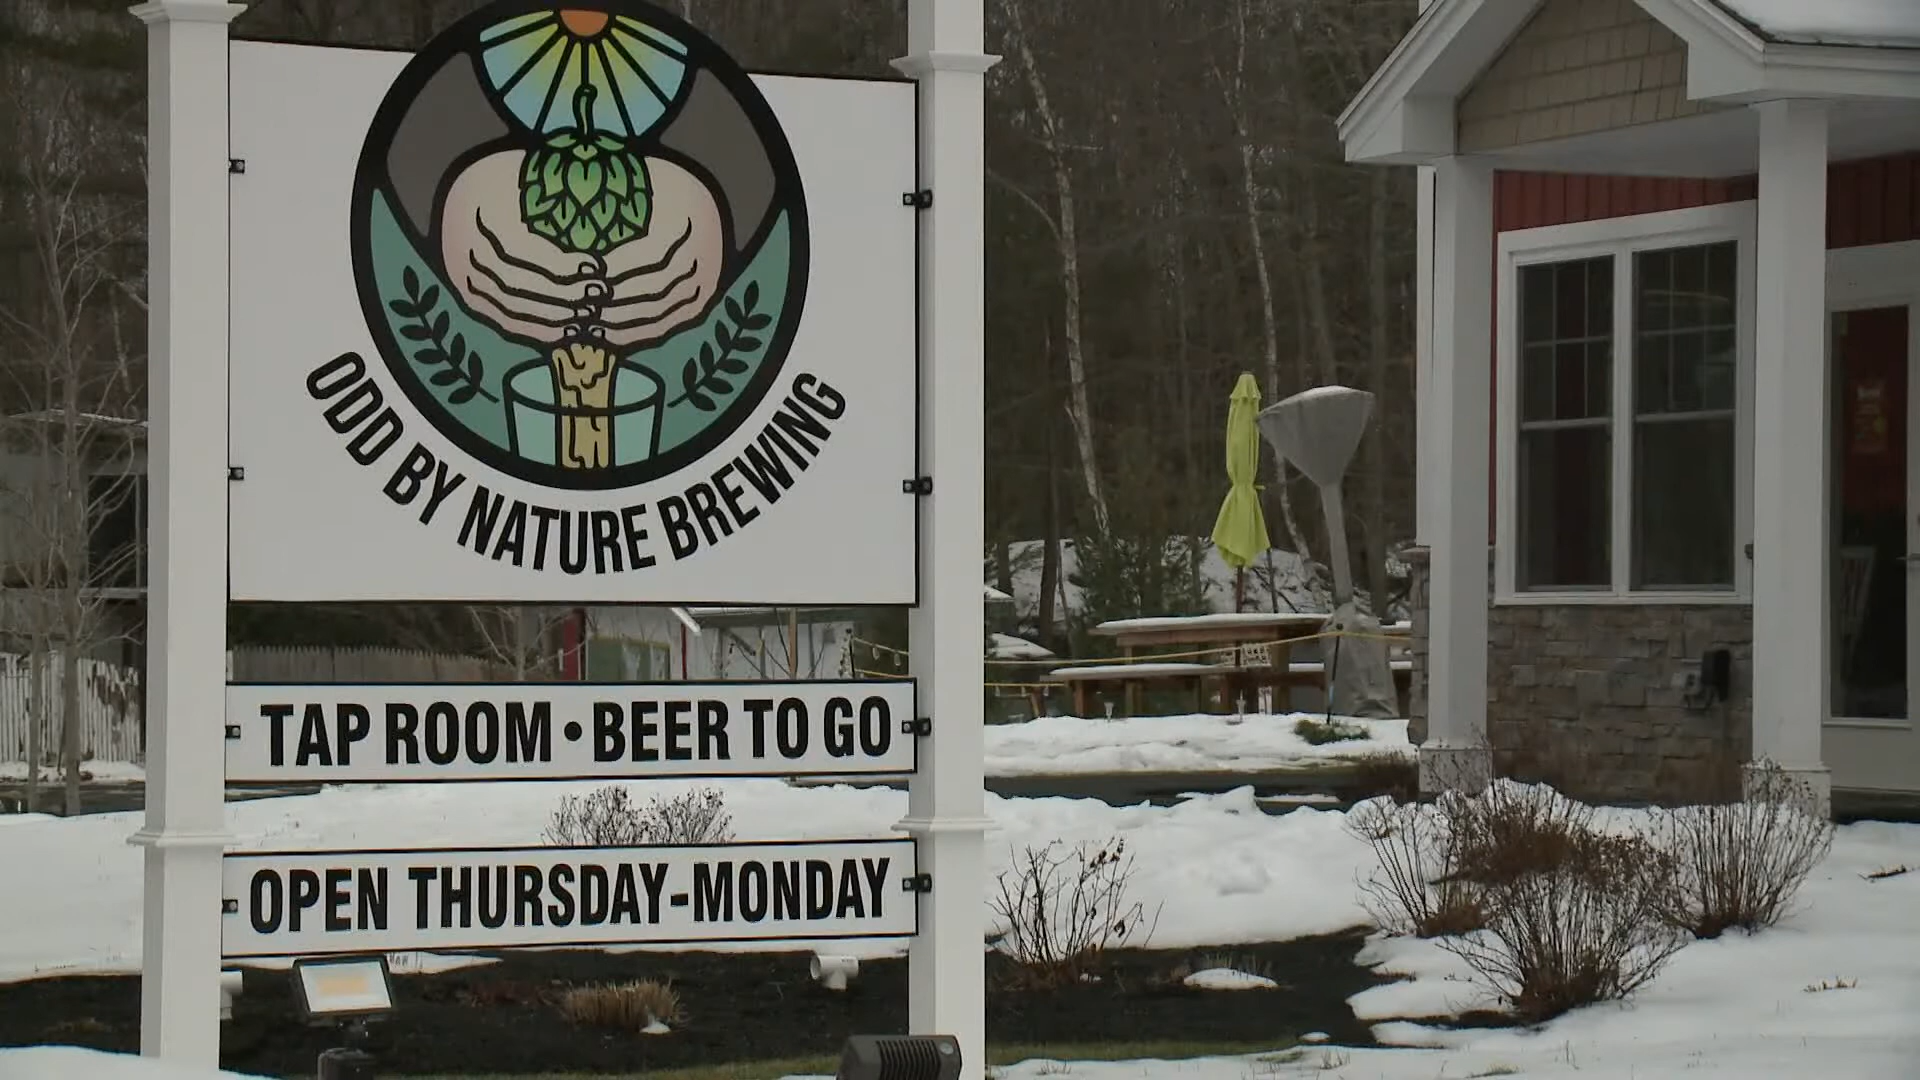 ODD BY NATURE BREWING
TAP ROOM • BEER TO GO
OPEN THURSDAY-MONDAY